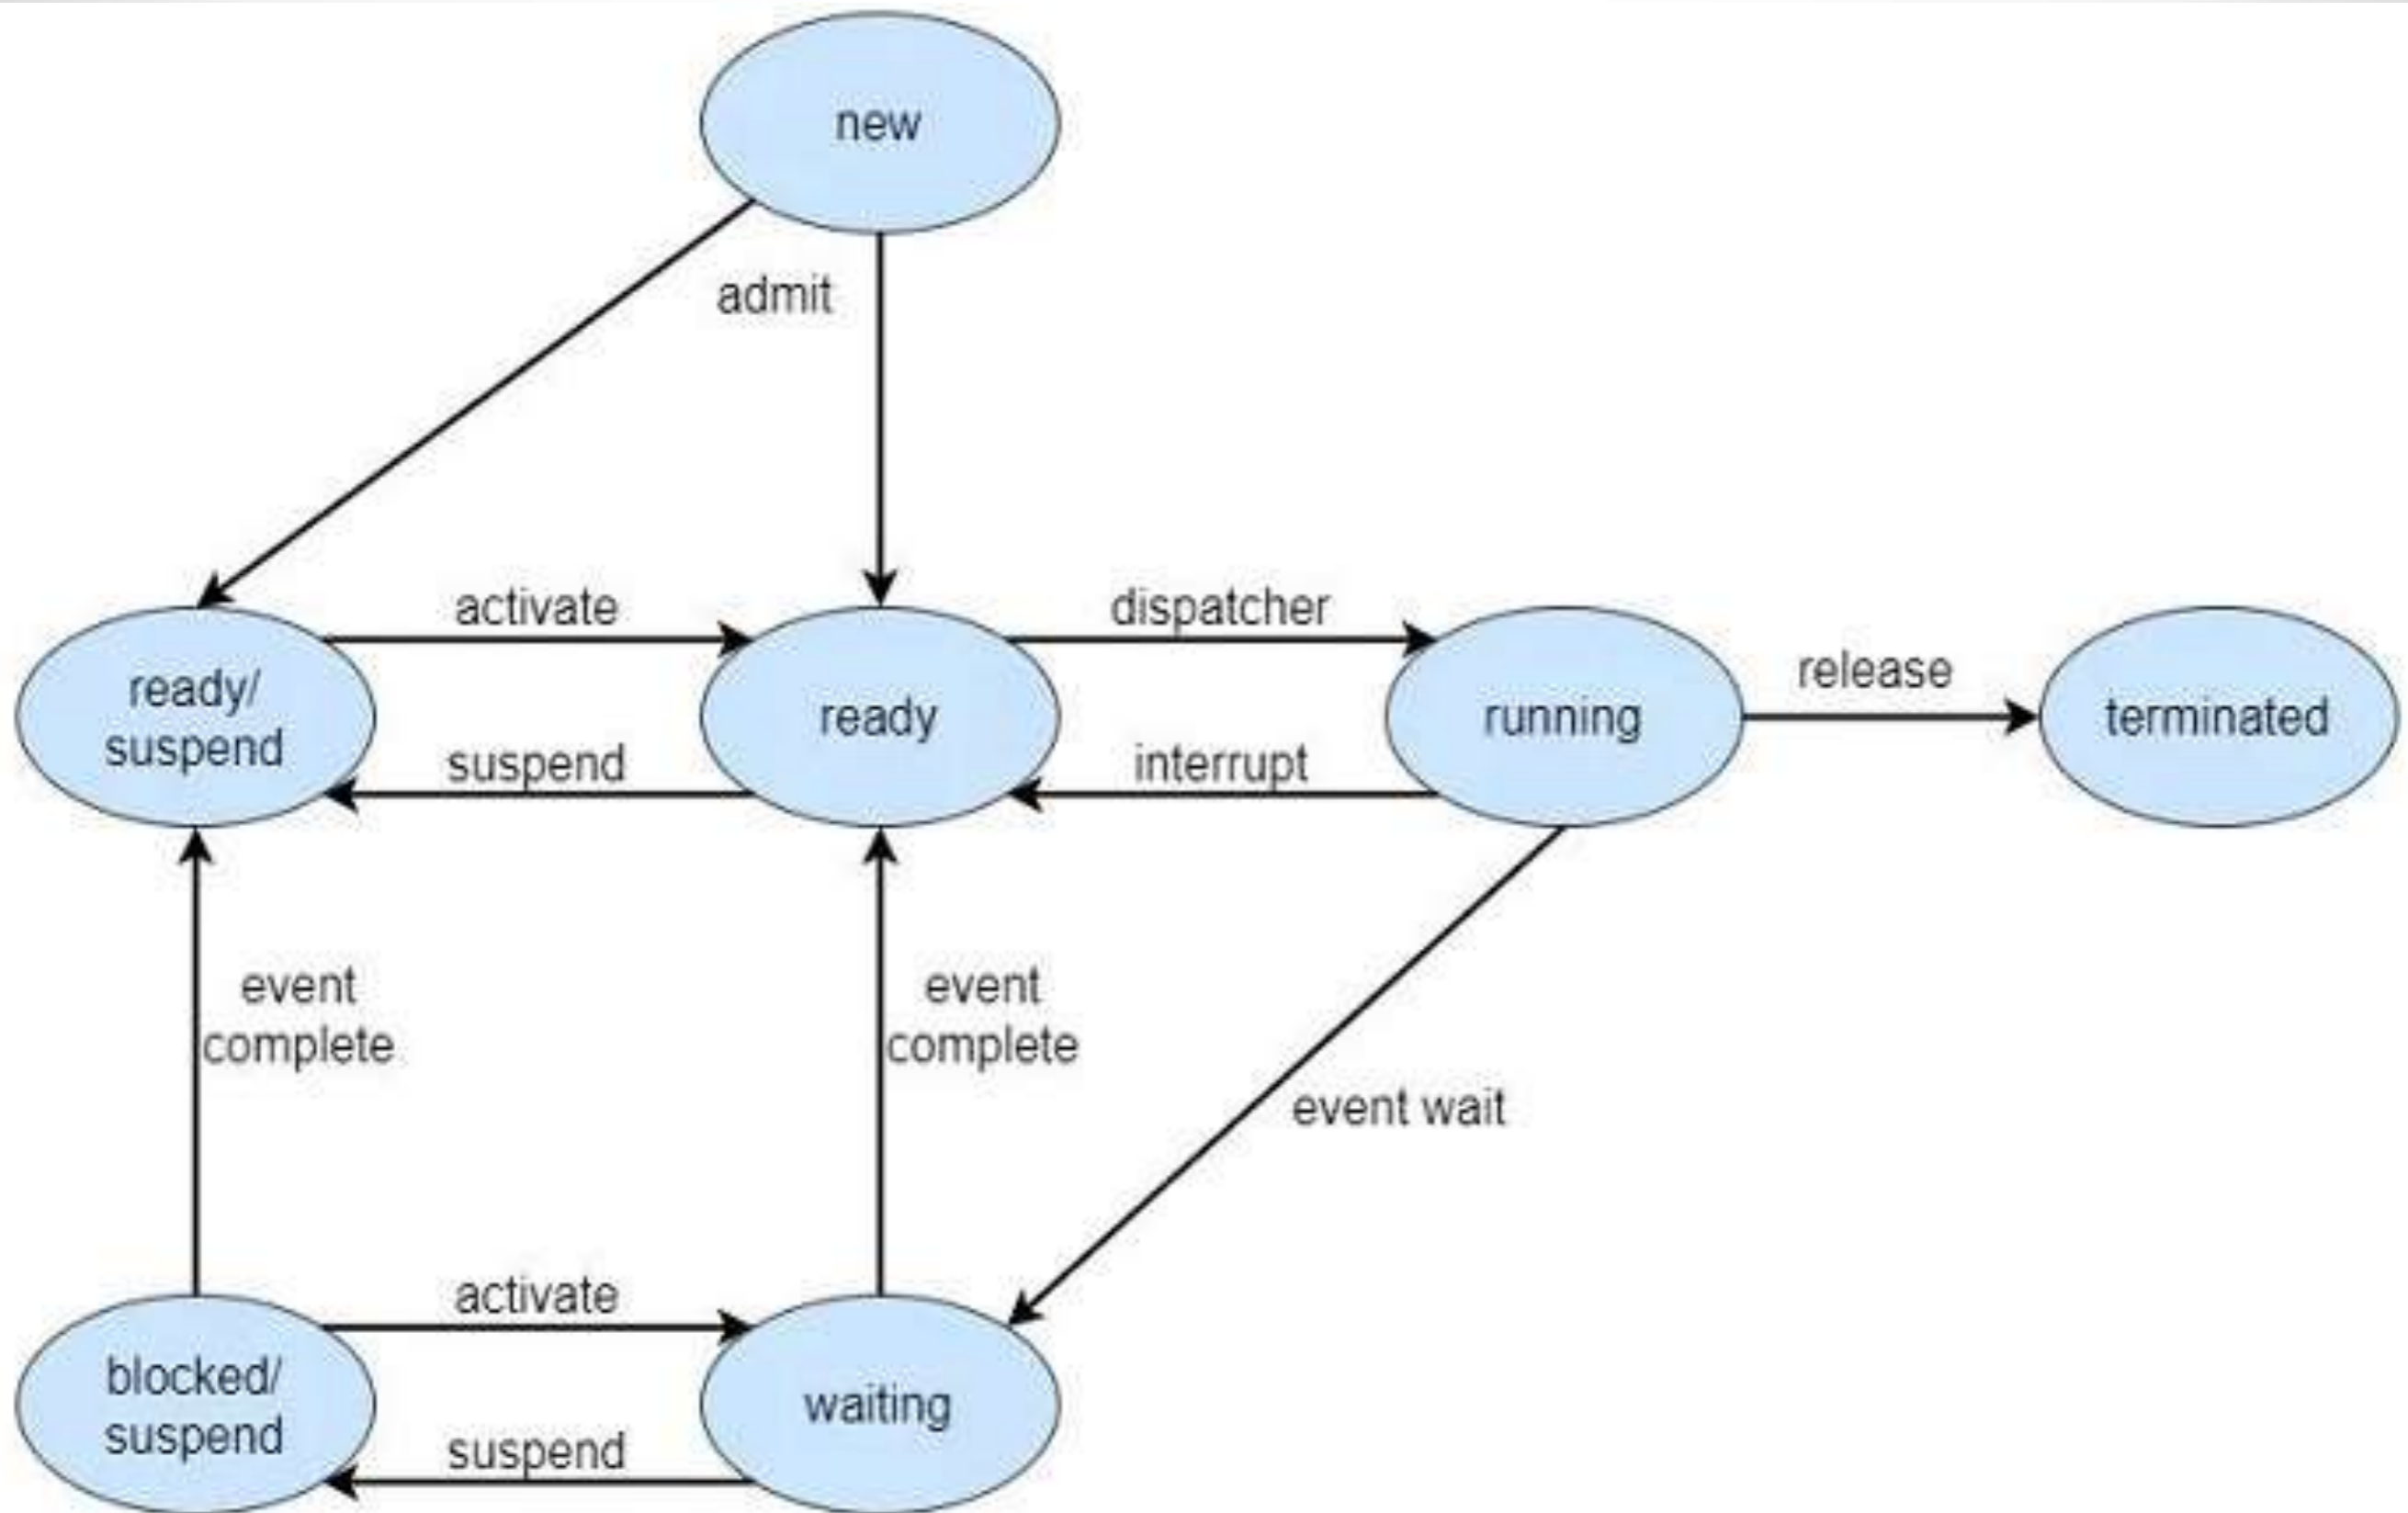 new
admit
activate
dispatcher
release
ready/
suspend
ready
running
terminated
suspend
interrupt
event
complete
event
complete
event wait
activate
blocked/
suspend
waiting
suspend